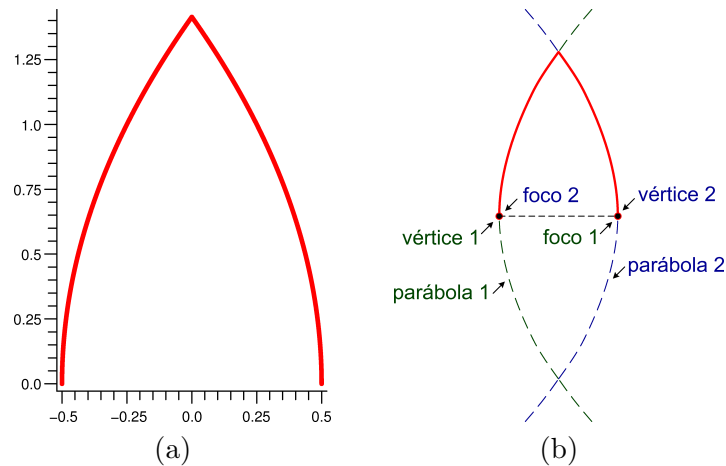 1.25
1.0
0.75
0.5
0.25
0.0
−0.5
−0.25
0.0
0.25
0.5
(a)
foco 2
vértice 2
vértice 1
foco 1
parábola 2
parábola 1
(b)